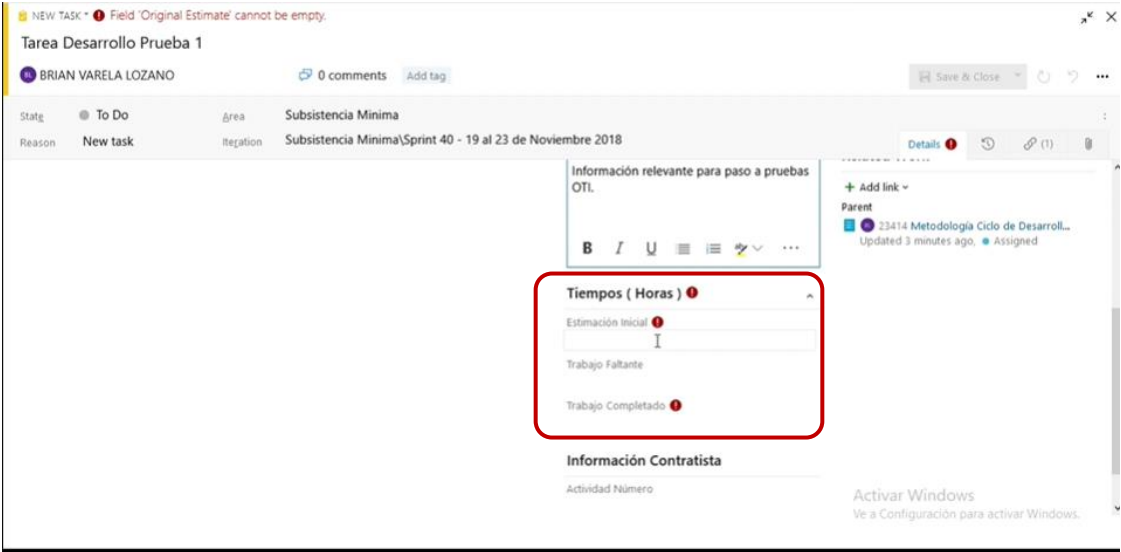 NEW TASK * Field 'Original Estimate' cannot be empty.
Tarea Desarrollo Prueba 1
BL BRIAN VARELA LOZANO 0 comments Add tag Save & Close
State To Do Area Subsistencia Minima
Reason New task Iteration Subsistencia Minima\Sprint 40 - 19 al 23 de Noviembre 2018
Details (1)
Información relevante para paso a pruebas
OTI.
B I U
Tiempos ( Horas )
Estimación Inicial
Trabajo Faltante
Trabajo Completado
Información Contratista
Actividad Número
+ Add link
Parent
23414 Metodología Ciclo de Desarroll...
Updated 3 minutes ago, Assigned
Activar Windows
Ve a Configuración para activar Windows.